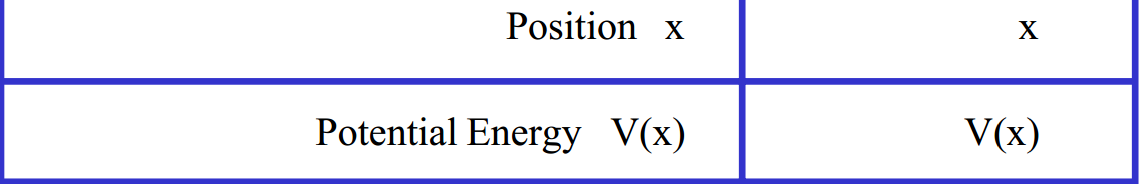 Position x x
Potential Energy V(x) V(x)